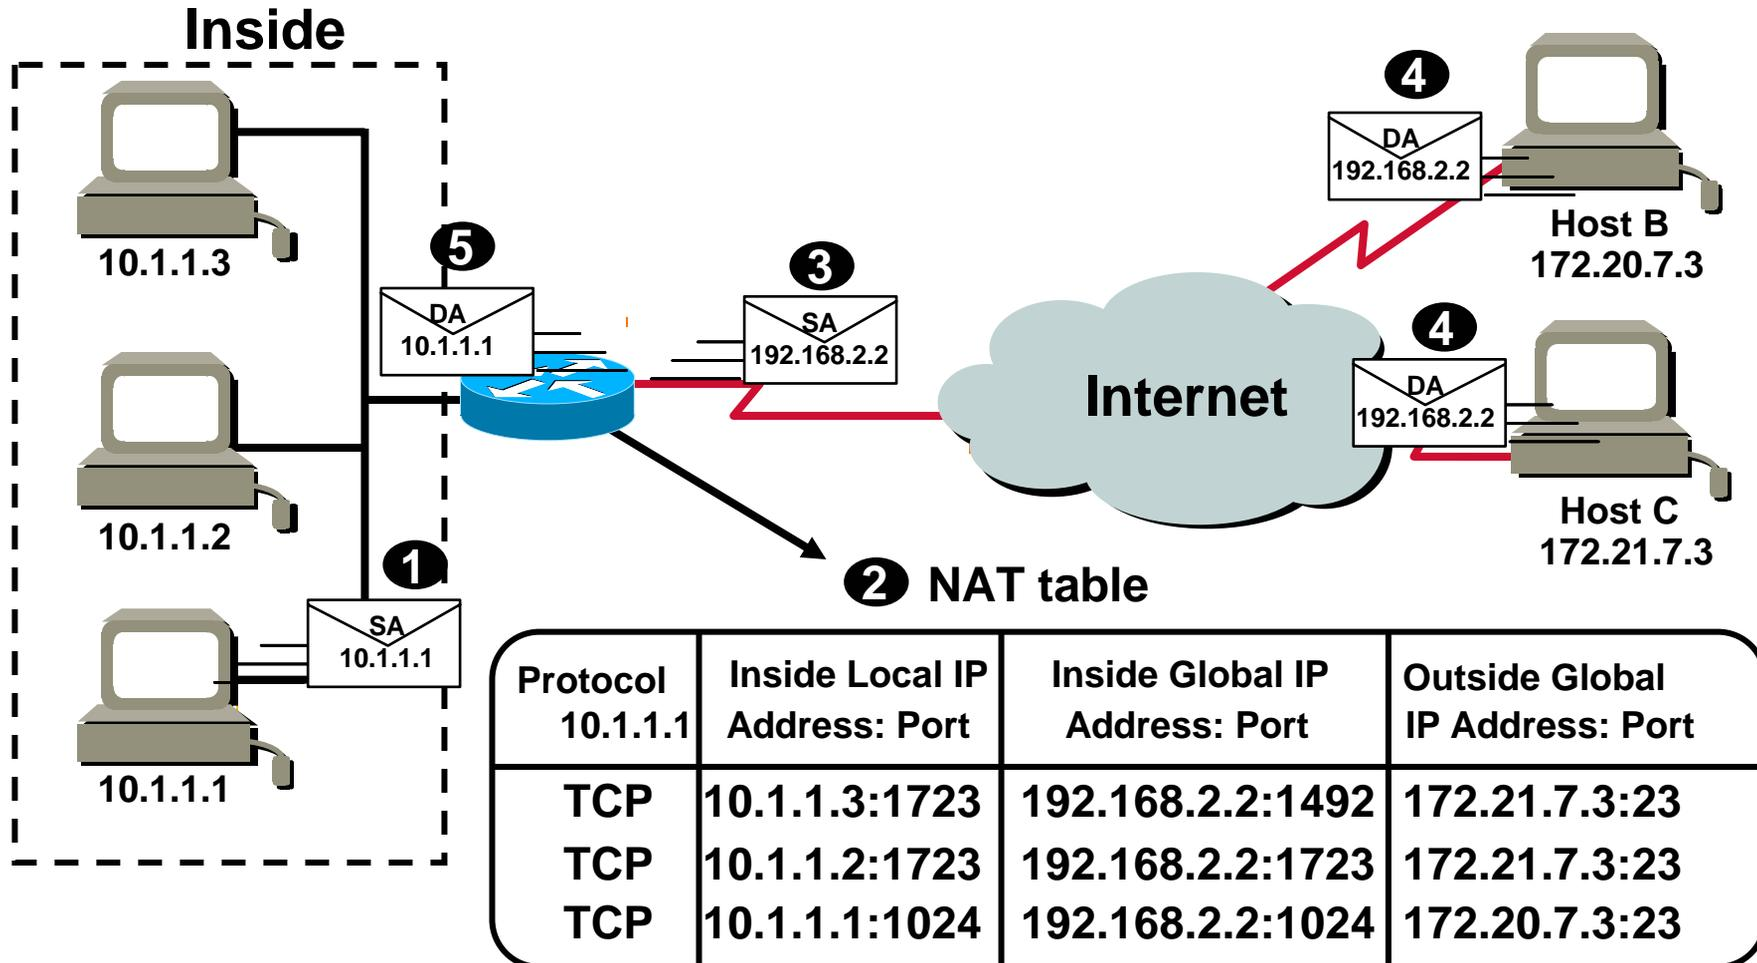 Inside
10.1.1.3
10.1.1.2
10.1.1.1
1
SA
10.1.1.1
5
DA
10.1.1.1
3
SA
192.168.2.2
Internet
4
DA
192.168.2.2
Host B
172.20.7.3
4
DA
192.168.2.2
Host C
172.21.7.3
2 NAT table
Protocol
10.1.1.1
Inside Local IP
Address: Port
Inside Global IP
Address: Port
Outside Global
IP Address: Port
TCP 10.1.1.3:1723 192.168.2.2:1492 172.21.7.3:23
TCP 10.1.1.2:1723 192.168.2.2:1723 172.21.7.3:23
TCP 10.1.1.1:1024 192.168.2.2:1024 172.20.7.3:23